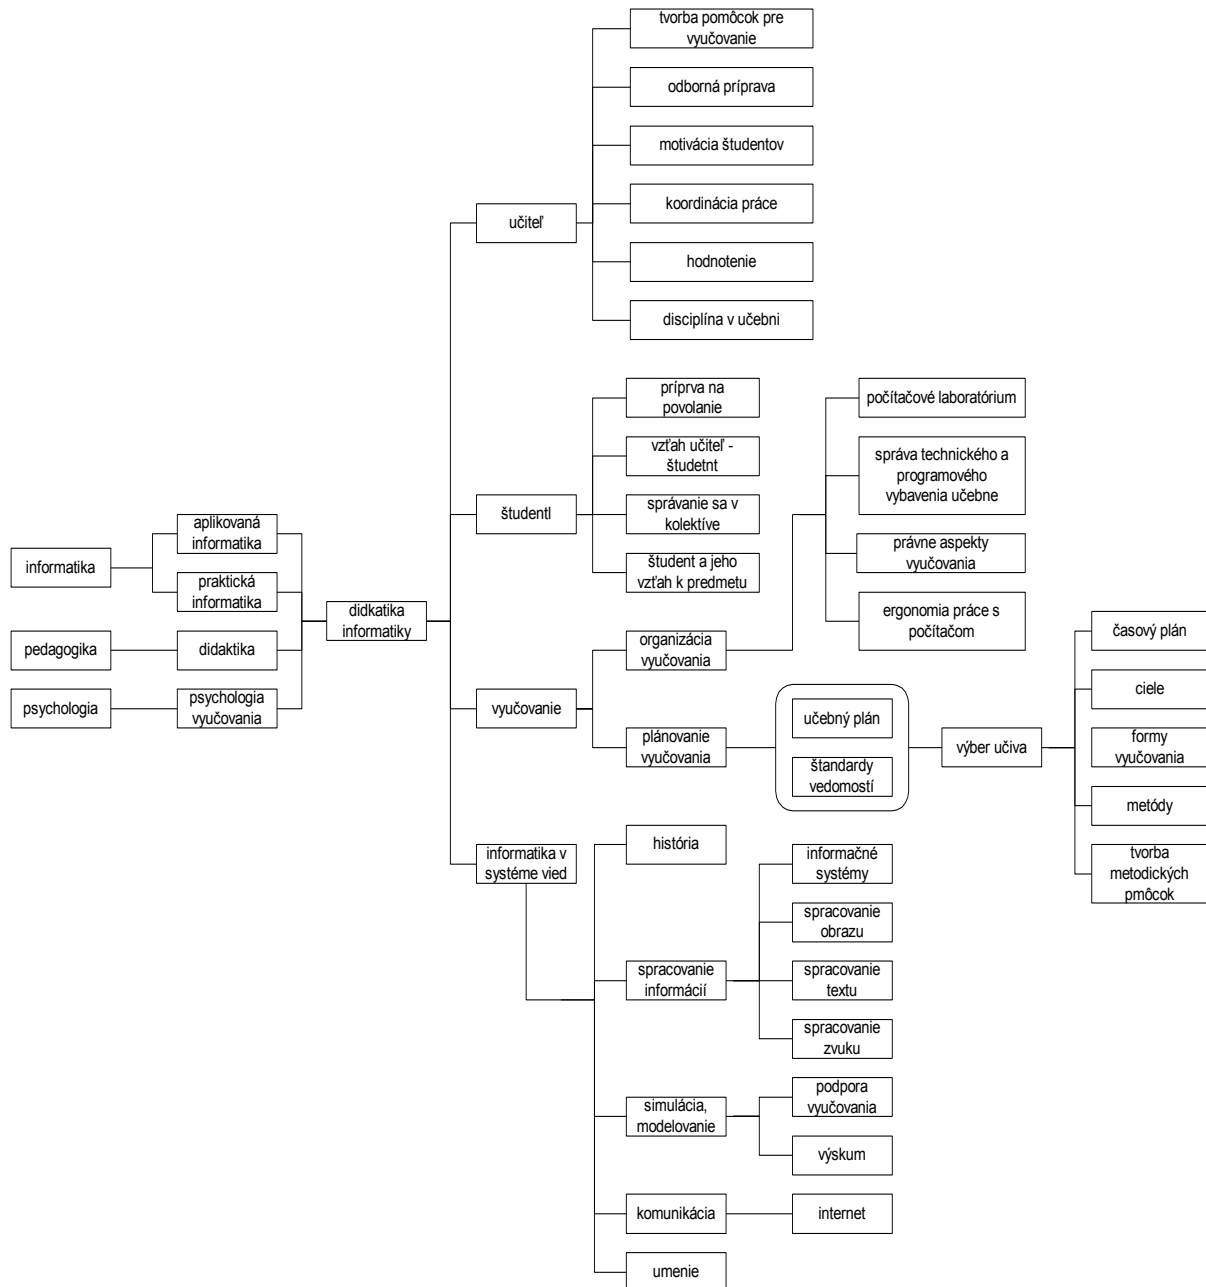 informatika
pedagogika
psychologia
aplikovaná
informatika
praktická
informatika
didaktika
psychologia
vyučovania
didkatika
informatiky
učiteľ
tvorba pomôcok pre
vyučovanie
odborná príprava
motivácia študentov
koordinácia práce
hodnotenie
disciplína v učebni
študentl
príprva na
povolanie
vzťah učiteľ -
študetnt
správanie sa v
kolektíve
študent a jeho
vzťah k predmetu
vyučovanie
organizácia
vyučovania
počítačové laboratórium
správa technického a
programového
vybavenia učebne
právne aspekty
vyučovania
ergonomia práce s
počítačom
plánovanie
vyučovania
učebný plán
štandardy
vedomostí
výber učiva
časový plán
ciele
formy
vyučovania
metódy
tvorba
metodických
pmôcok
informatika v
systéme vied
história
spracovanie
informácií
informačné
systémy
spracovanie
obrazu
spracovanie
textu
spracovanie
zvuku
simulácia,
modelovanie
podpora
vyučovania
výskum
komunikácia
internet
umenie